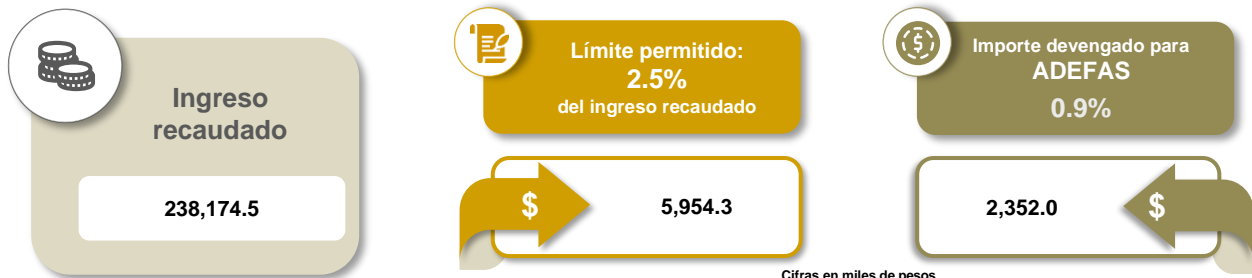 Ingreso
recaudado
238,174.5
Límite permitido:
2.5%
del ingreso recaudado
$
5,954.3
Importe devengado para
ADEFAS
0.9%
2,352.0
$
Cifras en miles de pesos